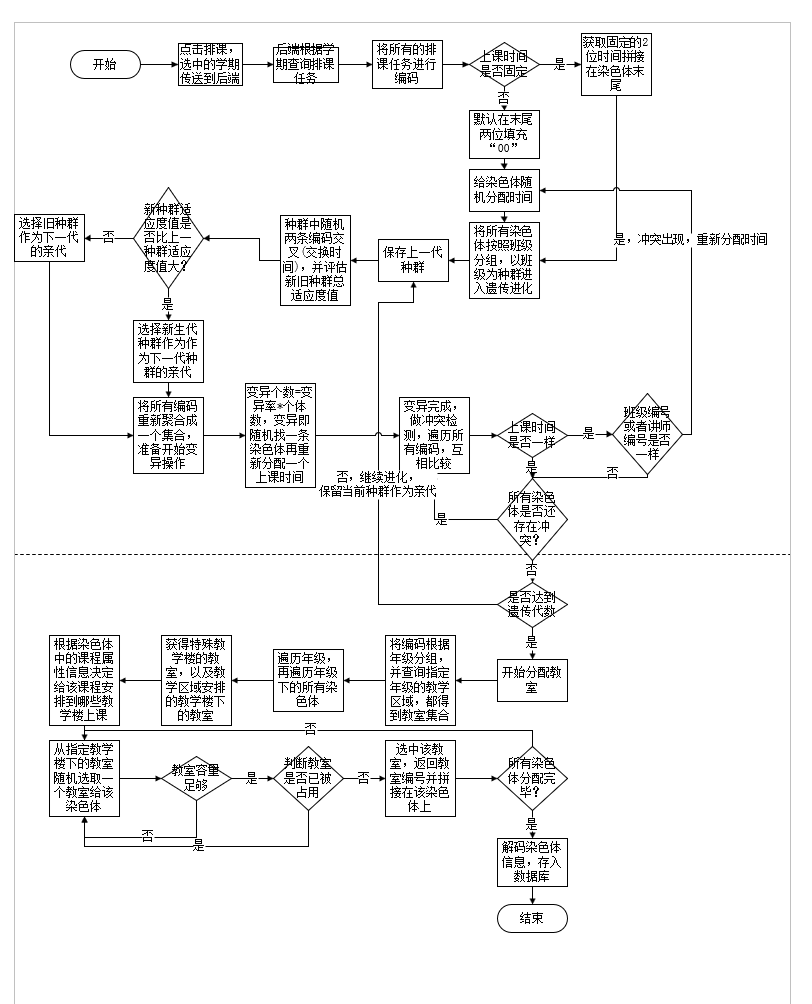 开始
点击排课，
选中的学期
传送到后端
后端根据学
期查询排课
任务
将所有的排
课任务进行
编码
上课时间
是否固定
是
获取固定的2
位时间拼接
在染色体末
尾
否
默认在末尾
两位填充
“00”
给染色体随
机分配时间
将所有染色
体按照班级
分组，以班
级为种群进
入遗传进化
是，冲突出现，重新分配时间
保存上一代
种群
种群中随机
两条编码交
叉(交换时
间)，并评估
新旧种群总
适应度值
新种群适
应度值是
否比上一
种群适应
度值大？
否
选择旧种群
作为下一代
的亲代
是
选择新生代
种群作为作
为下一代种
群的亲代
将所有编码
重新聚合成
一个集合，
准备开始变
异操作
变异个数=变
异率*个体
数，变异即
随机找一条
染色体再重
新分配一个
上课时间
变异完成，
做冲突检
测，遍历所
有编码，互
相比较
上课时间
是否一样
是
班级编号
或者讲师
编号是否
一样
是
否
否，继续进化，
保留当前种群作为亲代
所有染色
体是否还
存在冲
突？
是
否
是否达到
遗传代数
是
开始分配教
室
将编码根据
年级分组，
并查询指定
年级的教学
区域，都得
到教室集合
遍历年级，
再遍历年级
下的所有染
色体
获得特殊教
学楼的教
室，以及教
学区域安排
的教学楼下
的教室
根据染色体
中的课程属
性信息决定
给该课程安
排到哪些教
学楼上课
否
从指定教学
楼下的教室
随机选取一
个教室给该
染色体
教室容量
足够
是
判断教室
是否已被
占用
否
选中该教
室，返回教
室编号并拼
接在该染色
体上
所有染色
体分配完
毕？
否
是
是
解码染色体
信息，存入
数据库
结束